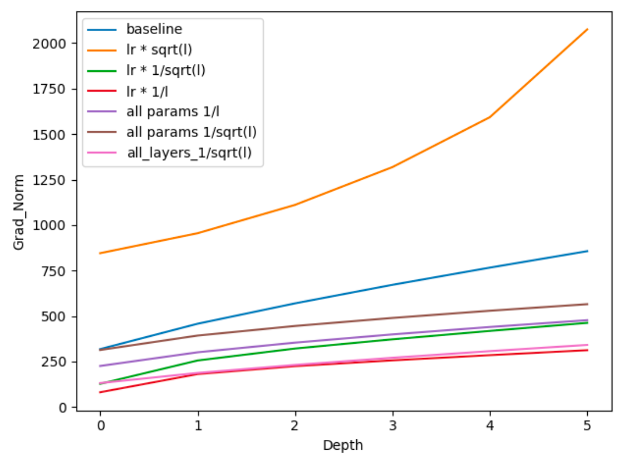 baseline
lr * sqrt(l)
lr * 1/sqrt(l)
lr * 1/l
all params 1/l
all params 1/sqrt(l)
all_layers_1/sqrt(l)
Grad_Norm
2000
1750
1500
1250
1000
750
500
250
0
0 1 2 3 4 5
Depth